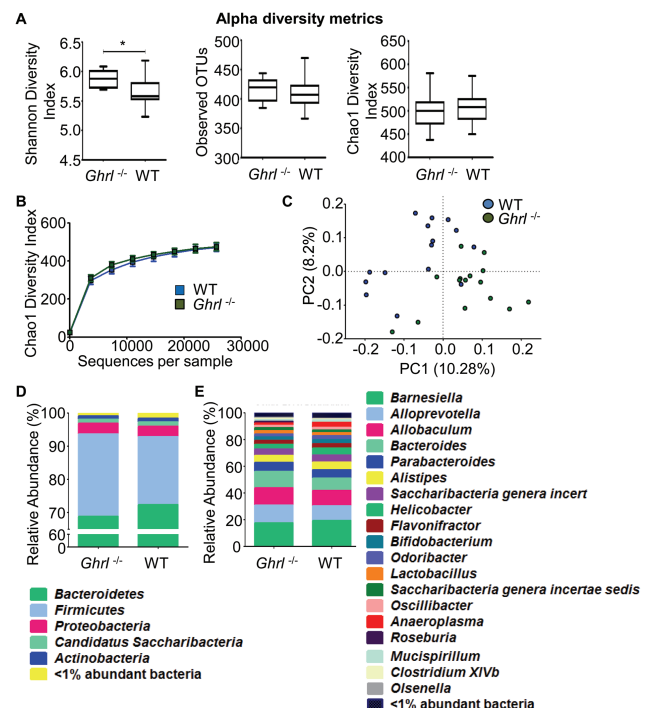 A
Alpha diversity metrics
Shannon Diversity
Index
6.5
6.0
5.5
5.0
4.5
*
Ghrl -/- WT
Observed OTUs
450
400
350
300
Ghrl -/- WT
Chao1 Diversity
Index
650
600
550
500
450
400
Ghrl -/- WT
B
Chao1 Diversity Index
600
400
200
0
0 10000 20000 30000
Sequences per sample
WT
Ghrl -/-
C
WT
Ghrl -/-
PC2 (8.2%)
0.2
0.1
0.0
-0.1
-0.2
-0.2 -0.1 0.0 0.1 0.2
PC1 (10.28%)
D
Relative Abundance (%)
100
90
80
70
60
0
Ghrl -/- WT
Bacteroidetes
Firmicutes
Proteobacteria
Candidatus Saccharibacteria
Actinobacteria
<1% abundant bacteria
E
Relative Abundance (%)
100
80
60
40
20
0
Ghrl -/- WT
Barnesiella
Alloprevotella
Allobaculum
Bacteroides
Parabacteroides
Alistipes
Saccharibacteria genera incert
Helicobacter
Flavonifractor
Bifidobacterium
Odoribacter
Lactobacillus
Saccharibacteria genera incertae sedis
Oscillibacter
Anaeroplasma
Roseburia
Mucispirillum
Clostridium XIVb
Olsenella
<1% abundant bacteria